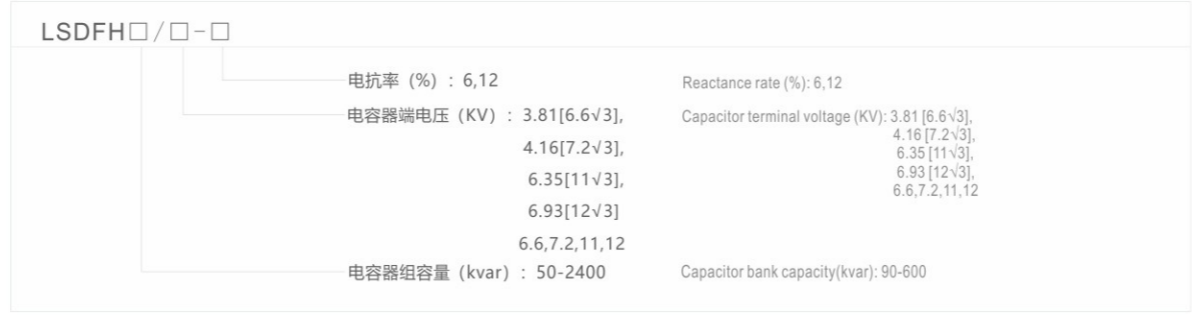 LSDFH□/□-□
电抗率（%）：6,12
Reactance rate (%): 6,12
电容器端电压（KV）：3.81[6.6√3],
4.16[7.2√3],
6.35[11√3],
6.93[12√3]
6.6,7.2,11,12
Capacitor terminal voltage (KV): 3.81 [6.6√3],
4.16 [7.2√3],
6.35 [11√3],
6.93 [12√3],
6.6,7.2,11,12
电容器组容量（kvar）：50-2400
Capacitor bank capacity(kvar): 90-600